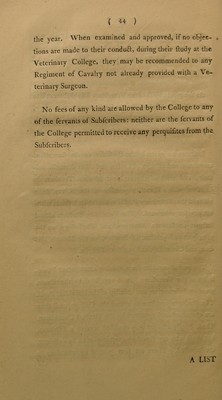 ( 44 )
the year. When examined and approved, if no objec-
tions are made to their conduct, during their study at the
Veterinary College, they may be recommended to any
Regiment of Cavalry not already provided with a Ve-
terinary Surgeon.
No fees of any kind are allowed by the College to any
of the servants of Subscribers: neither are the servants of
the College permitted to receive any perquisites from the
Subscribers.
A LIST